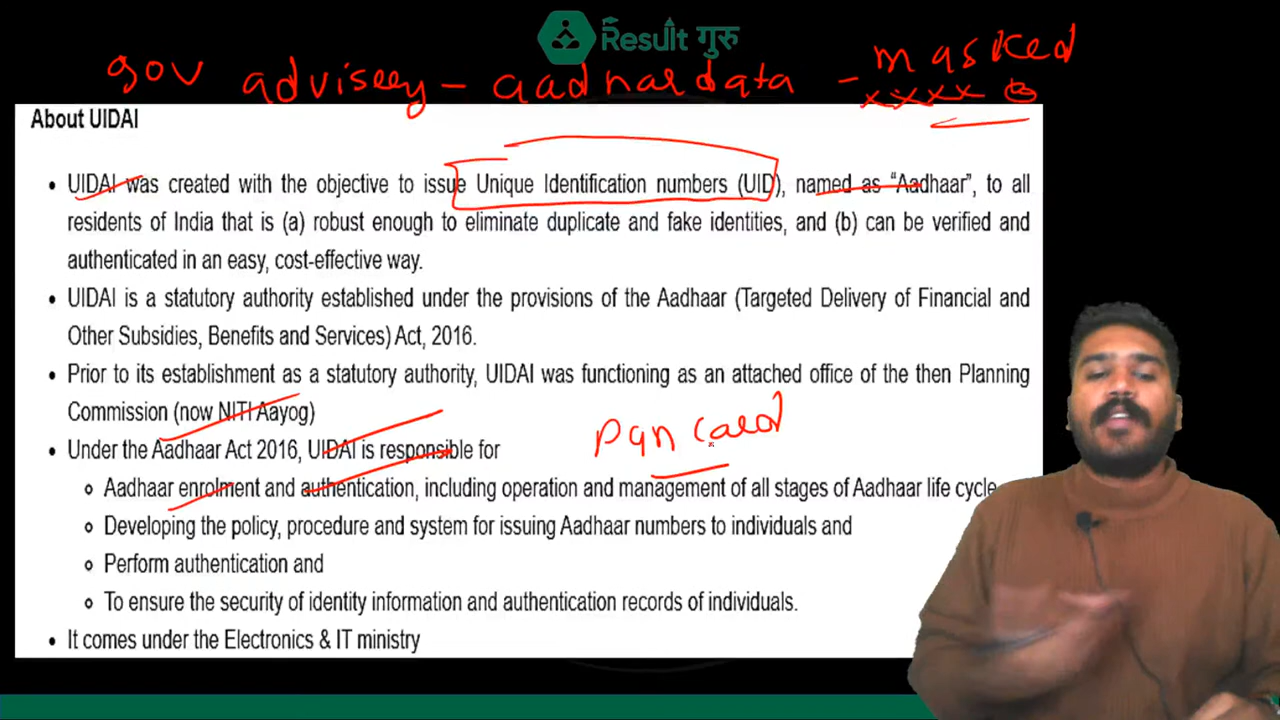 Result गुरु
gov advisery - aadhar data - masked
xxxx
About UIDAI
• UIDAI was created with the objective to issue Unique Identification numbers (UID), named as “Aadhaar”, to all
residents of India that is (a) robust enough to eliminate duplicate and fake identities, and (b) can be verified and
authenticated in an easy, cost-effective way.
• UIDAI is a statutory authority established under the provisions of the Aadhaar (Targeted Delivery of Financial and
Other Subsidies, Benefits and Services) Act, 2016.
• Prior to its establishment as a statutory authority, UIDAI was functioning as an attached office of the then Planning
Commission (now NITI Aayog)
Pan Card
• Under the Aadhaar Act 2016, UIDAI is responsible for
o Aadhaar enrolment and authentication, including operation and management of all stages of Aadhaar life cycle
o Developing the policy, procedure and system for issuing Aadhaar numbers to individuals and
o Perform authentication and
o To ensure the security of identity information and authentication records of individuals.
• It comes under the Electronics & IT ministry